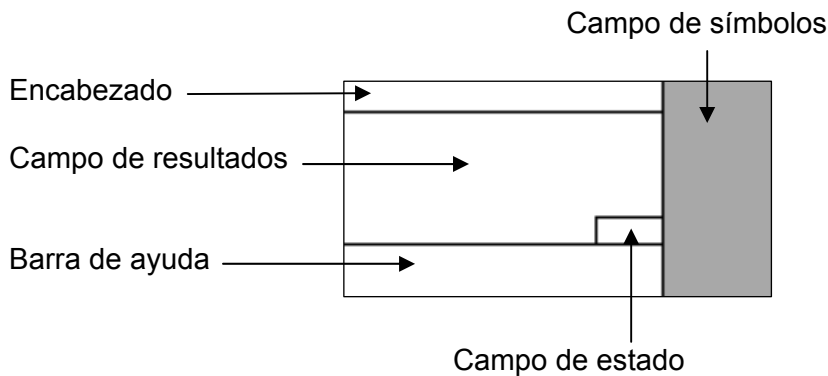 Campo de símbolos
Encabezado
Campo de resultados
Barra de ayuda
Campo de estado